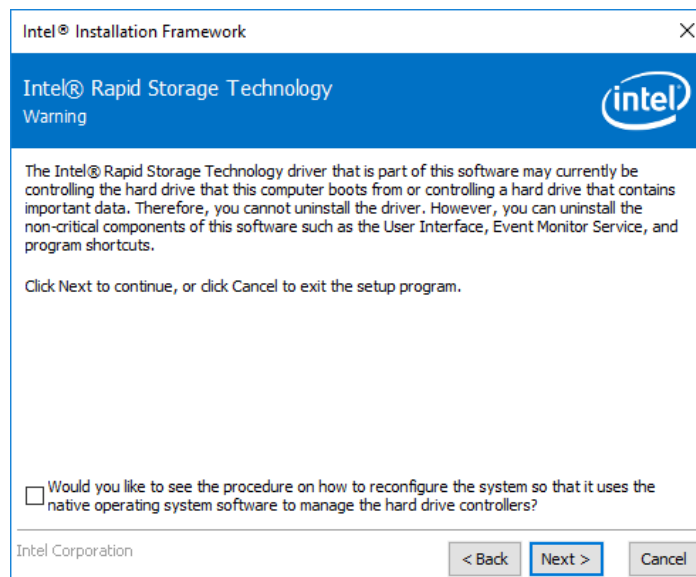 Intel® Installation Framework
Intel® Rapid Storage Technology
Warning
intel
The Intel® Rapid Storage Technology driver that is part of this software may currently be
controlling the hard drive that this computer boots from or controlling a hard drive that contains
important data. Therefore, you cannot uninstall the driver. However, you can uninstall the
non-critical components of this software such as the User Interface, Event Monitor Service, and
program shortcuts.
Click Next to continue, or click Cancel to exit the setup program.
Would you like to see the procedure on how to reconfigure the system so that it uses the
native operating system software to manage the hard drive controllers?
Intel Corporation
< Back
Next >
Cancel